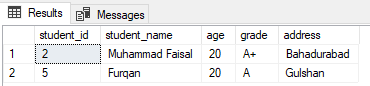 Results Messages
student_id student_name age grade address
1 2 Muhammad Faisal 20 A+ Bahadurabad
2 5 Furqan 20 A Gulshan